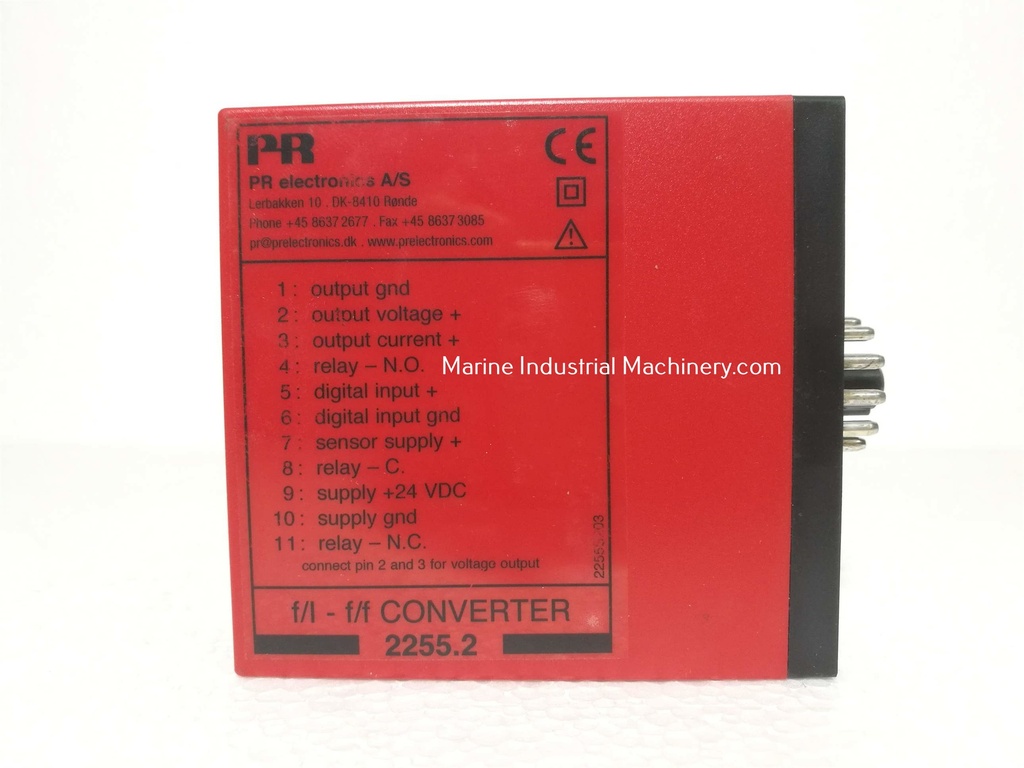 PR
CE
PR electronics A/S
Lerbakken 10 . DK-8410 Rønde
Phone +45 8637 2677 . Fax +45 8637 3085
pr@prelectronics.dk . www.prelectronics.com
1 : output gnd
2 : output voltage +
3 : output current +
4 : relay – N.O.
Marine Industrial Machinery.com
5 : digital input +
6 : digital input gnd
7 : sensor supply +
8 : relay – C.
9 : supply +24 VDC
10 : supply gnd
11 : relay – N.C.
connect pin 2 and 3 for voltage output
f/I - f/f CONVERTER
2255.2